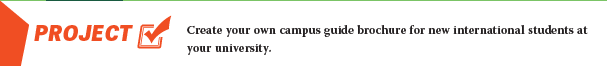 PROJECT
Create your own campus guide brochure for new international students at
your university.